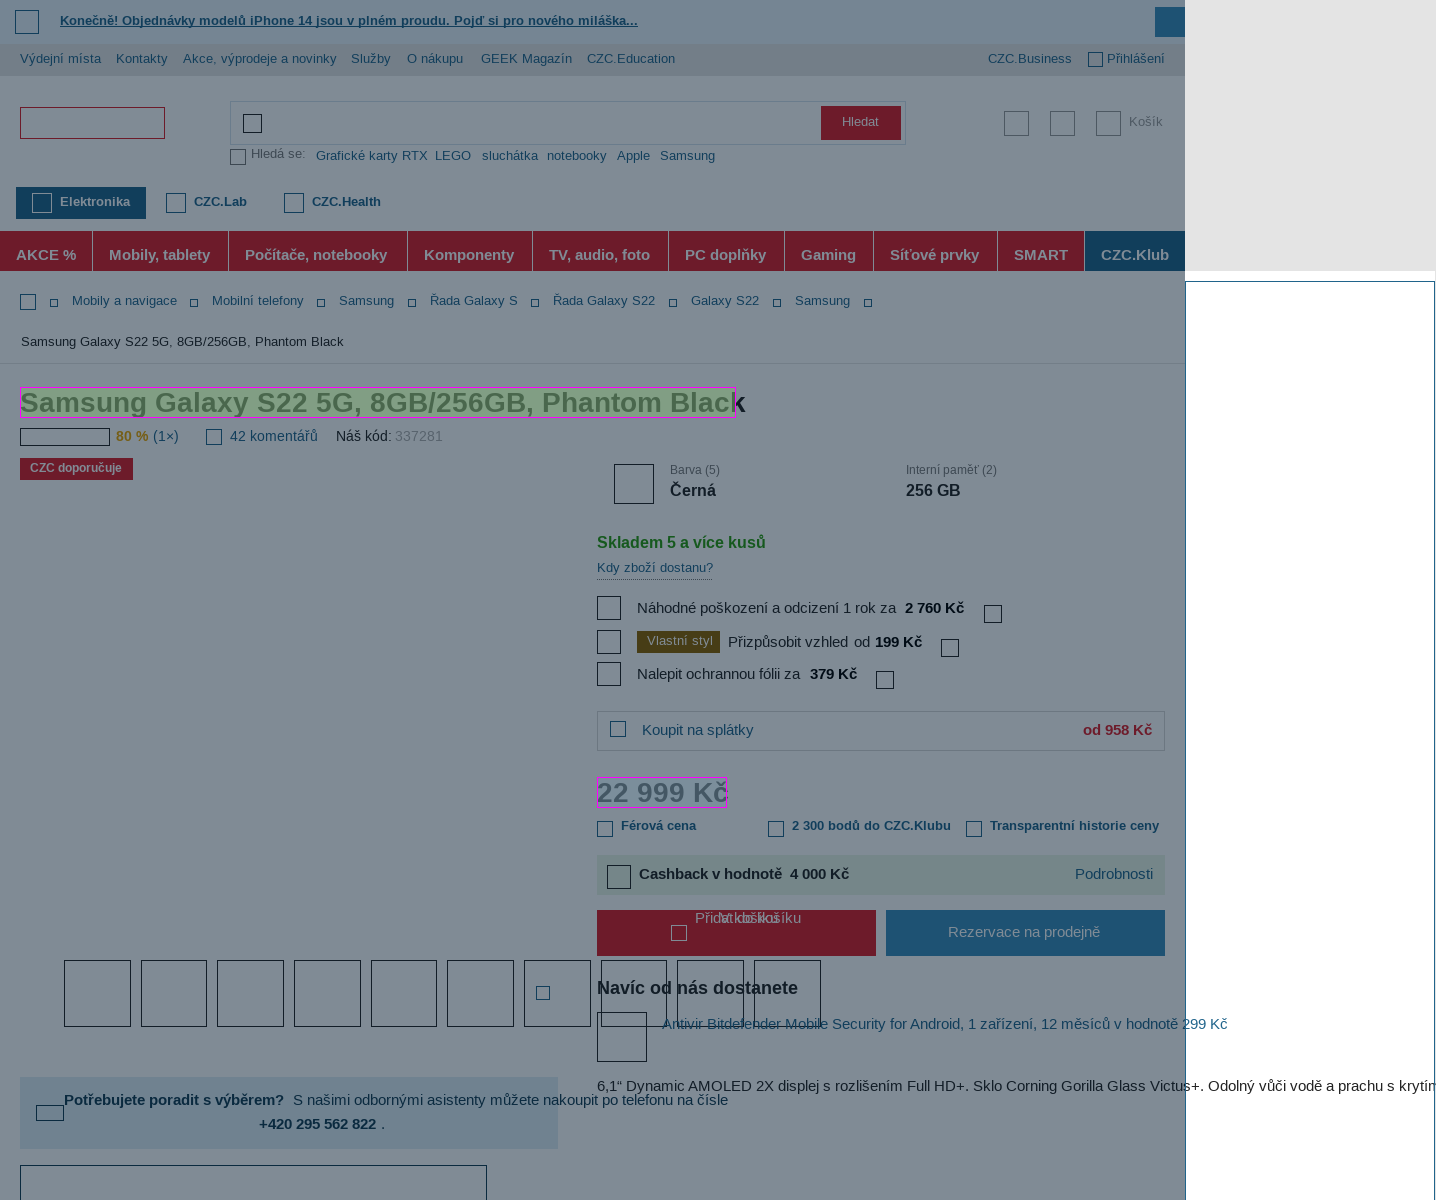 Konečně! Objednávky modelů iPhone 14 jsou v plném proudu. Pojď si pro nového miláška...
Výdejní místa Kontakty Akce, výprodeje a novinky Služby O nákupu GEEK Magazín CZC.Education CZC.Business Přihlášení
Hledat Košík
Hledá se: Grafické karty RTX LEGO sluchátka notebooky Apple Samsung
Elektronika CZC.Lab CZC.Health
AKCE % Mobily, tablety Počítače, notebooky Komponenty TV, audio, foto PC doplňky Gaming Síťové prvky SMART CZC.Klub
Mobily a navigace Mobilní telefony Samsung Řada Galaxy S Řada Galaxy S22 Galaxy S22 Samsung
Samsung Galaxy S22 5G, 8GB/256GB, Phantom Black
Samsung Galaxy S22 5G, 8GB/256GB, Phantom Black
80 % (1×) 42 komentářů Náš kód: 337281
CZC doporučuje
Barva (5) Interní paměť (2)
Černá 256 GB
Skladem 5 a více kusů
Kdy zboží dostanu?
Náhodné poškození a odcizení 1 rok za 2 760 Kč
Vlastní styl Přizpůsobit vzhled od 199 Kč
Nalepit ochrannou fólii za 379 Kč
Koupit na splátky od 958 Kč
22 999 Kč
Férová cena 2 300 bodů do CZC.Klubu Transparentní historie ceny
Cashback v hodnotě 4 000 Kč Podrobnosti
Přidat do košíku V košíku
Rezervace na prodejně
Navíc od nás dostanete
Antivir Bitdefender Mobile Security for Android, 1 zařízení, 12 měsíců v hodnotě 299 Kč
6,1“ Dynamic AMOLED 2X displej s rozlišením Full HD+. Sklo Corning Gorilla Glass Victus+. Odolný vůči vodě a prachu s krytím
Potřebujete poradit s výběrem? S našimi odbornými asistenty můžete nakoupit po telefonu na čísle
+420 295 562 822 .